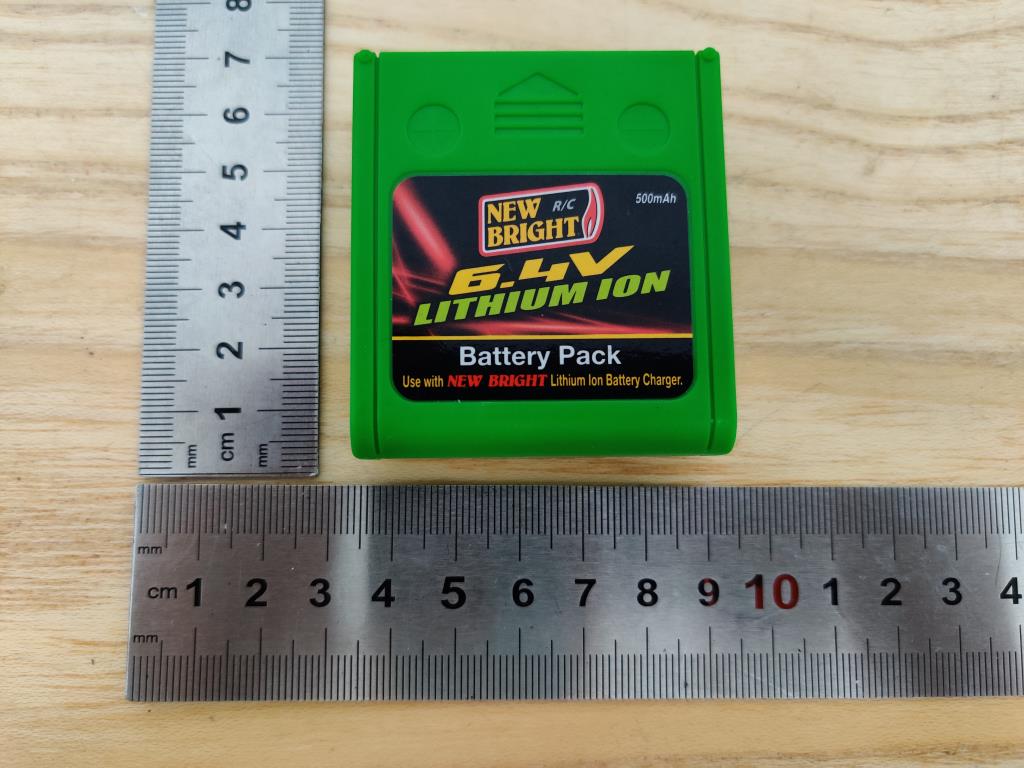 8
7
6
5
4
3
2
1
mm cm mm
+ −
NEW R/C
BRIGHT
500mAh
6.4V
LITHIUM ION
Battery Pack
Use with NEW BRIGHT Lithium Ion Battery Charger.
mm
cm 1 2 3 4 5 6 7 8 9 10 1 2 3 4
mm